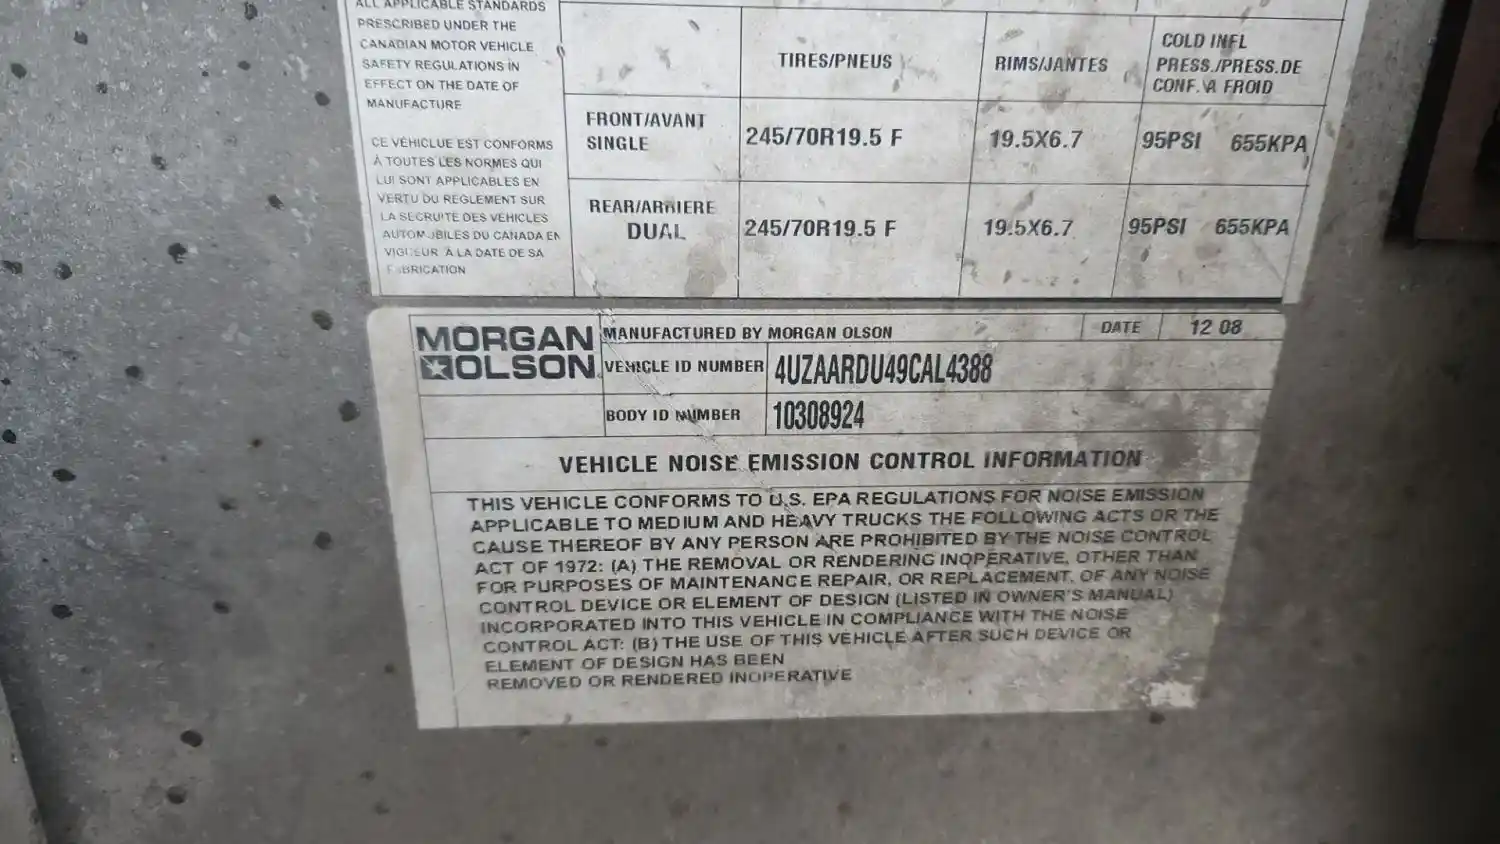 ALL APPLICABLE STANDARDS
PRESCRIBED UNDER THE
CANADIAN MOTOR VEHICLE
SAFETY REGULATIONS IN
EFFECT ON THE DATE OF
MANUFACTURE
CE VÉHICLUE EST CONFORMS
À TOUTES LES NORMES QUI
LUI SONT APPLICABLES EN
VERTU DU REGLEMENT SUR
LA SECRUITE DES VÉHICLES
AUTOMOBILES DU CANADA EN
VIGUEUR À LA DATE DE SA
FABRICATION
TIRES/PNEUS RIMS/JANTES COLD INFL
PRESS./PRESS.DE
CONF. A FROID
FRONT/AVANT
SINGLE 245/70R19.5 F 19.5X6.7 95PSI 655KPA
REAR/ARRIERE
DUAL 245/70R19.5 F 19.5X6.7 95PSI 655KPA
MORGAN
OLSON
MANUFACTURED BY MORGAN OLSON DATE 12 08
VEHICLE ID NUMBER 4UZAARDU49CAL4388
BODY ID NUMBER 10308924
VEHICLE NOISE EMISSION CONTROL INFORMATION
THIS VEHICLE CONFORMS TO U.S. EPA REGULATIONS FOR NOISE EMISSION
APPLICABLE TO MEDIUM AND HEAVY TRUCKS THE FOLLOWING ACTS OR THE
CAUSE THEREOF BY ANY PERSON ARE PROHIBITED BY THE NOISE CONTROL
ACT OF 1972: (A) THE REMOVAL OR RENDERING INOPERATIVE, OTHER THAN
FOR PURPOSES OF MAINTENANCE REPAIR, OR REPLACEMENT, OF ANY NOISE
CONTROL DEVICE OR ELEMENT OF DESIGN (LISTED IN OWNER'S MANUAL)
INCORPORATED INTO THIS VEHICLE IN COMPLIANCE WITH THE NOISE
CONTROL ACT: (B) THE USE OF THIS VEHICLE AFTER SUCH DEVICE OR
ELEMENT OF DESIGN HAS BEEN
REMOVED OR RENDERED INOPERATIVE